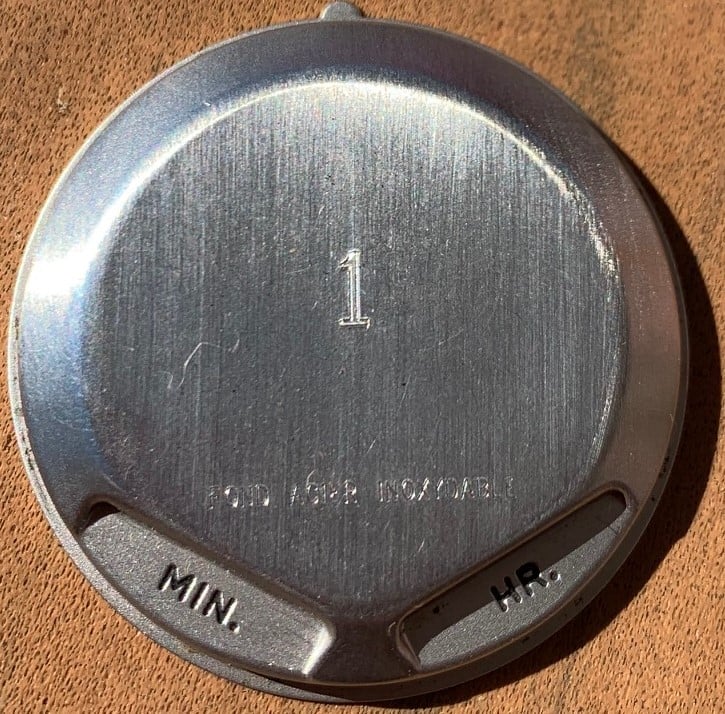 1
FOND ACIER INOXYDABLE
MIN.
HR.